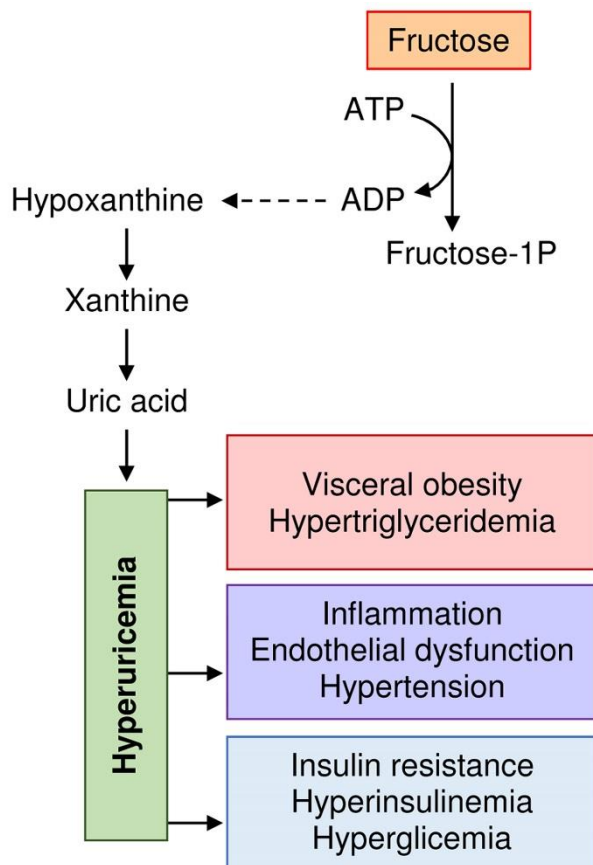 Fructose
ATP
Hypoxanthine
ADP
Fructose-1P
Xanthine
Uric acid
Hyperuricemia
Visceral obesity
Hypertriglyceridemia
Inflammation
Endothelial dysfunction
Hypertension
Insulin resistance
Hyperinsulinemia
Hyperglicemia